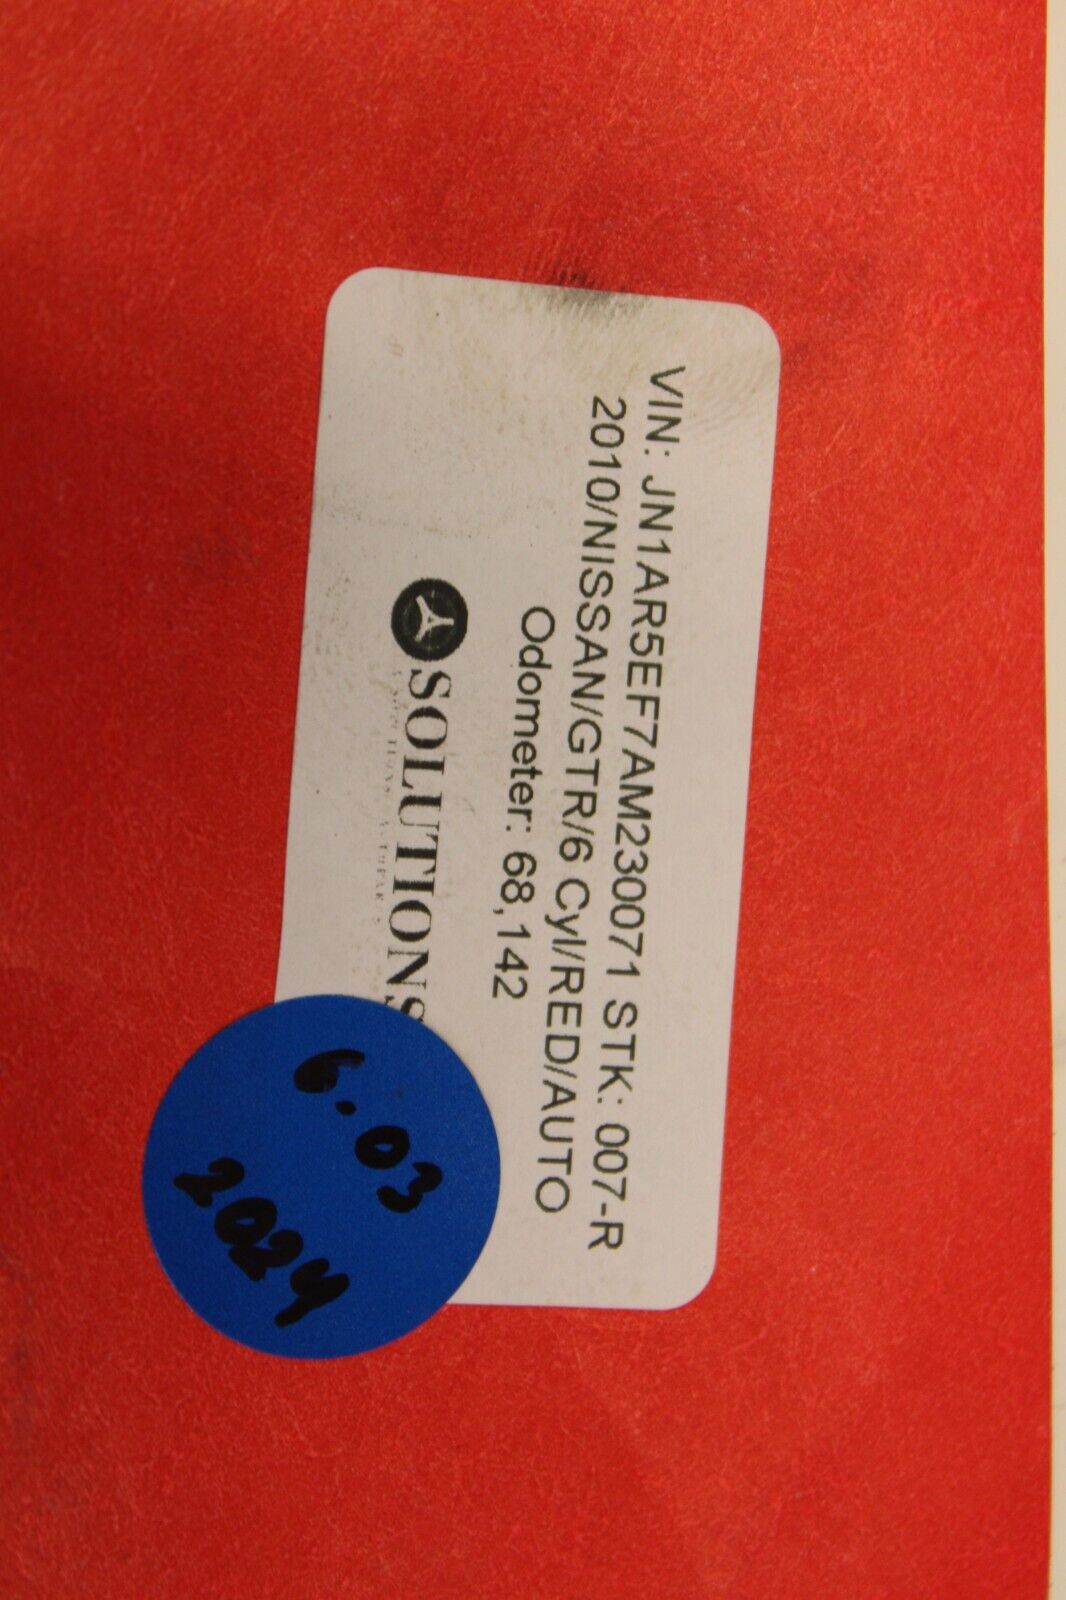 VIN: JN1AR5EF7AM230071 STK: 007-R
2010/NISSAN/GTR/6 Cyl/RED/AUTO
Odometer: 68,142
SOLUTIONS
6.03
2024